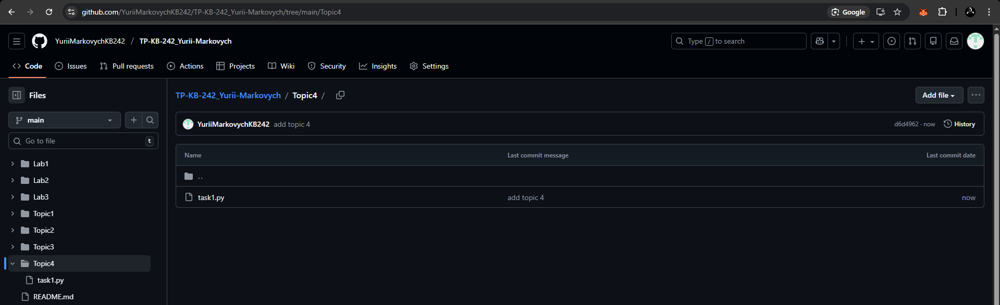 github.com/YuriiMarkovychKB242/TP-KB-242_Yurii-Markovych/tree/main/Topic4
Google
YuriiMarkovychKB242 / TP-KB-242_Yurii-Markovych
Type / to search
Code
Issues
Pull requests
Actions
Projects
Wiki
Security
Insights
Settings
Files
TP-KB-242_Yurii-Markovych / Topic4 /
Add file
main
YuriiMarkovychKB242 add topic 4
d6d4962 · now
History
Go to file
t
Name
Last commit message
Last commit date
Lab1
..
Lab2
Lab3
task1.py
add topic 4
now
Topic1
Topic2
Topic3
Topic4
task1.py
README.md